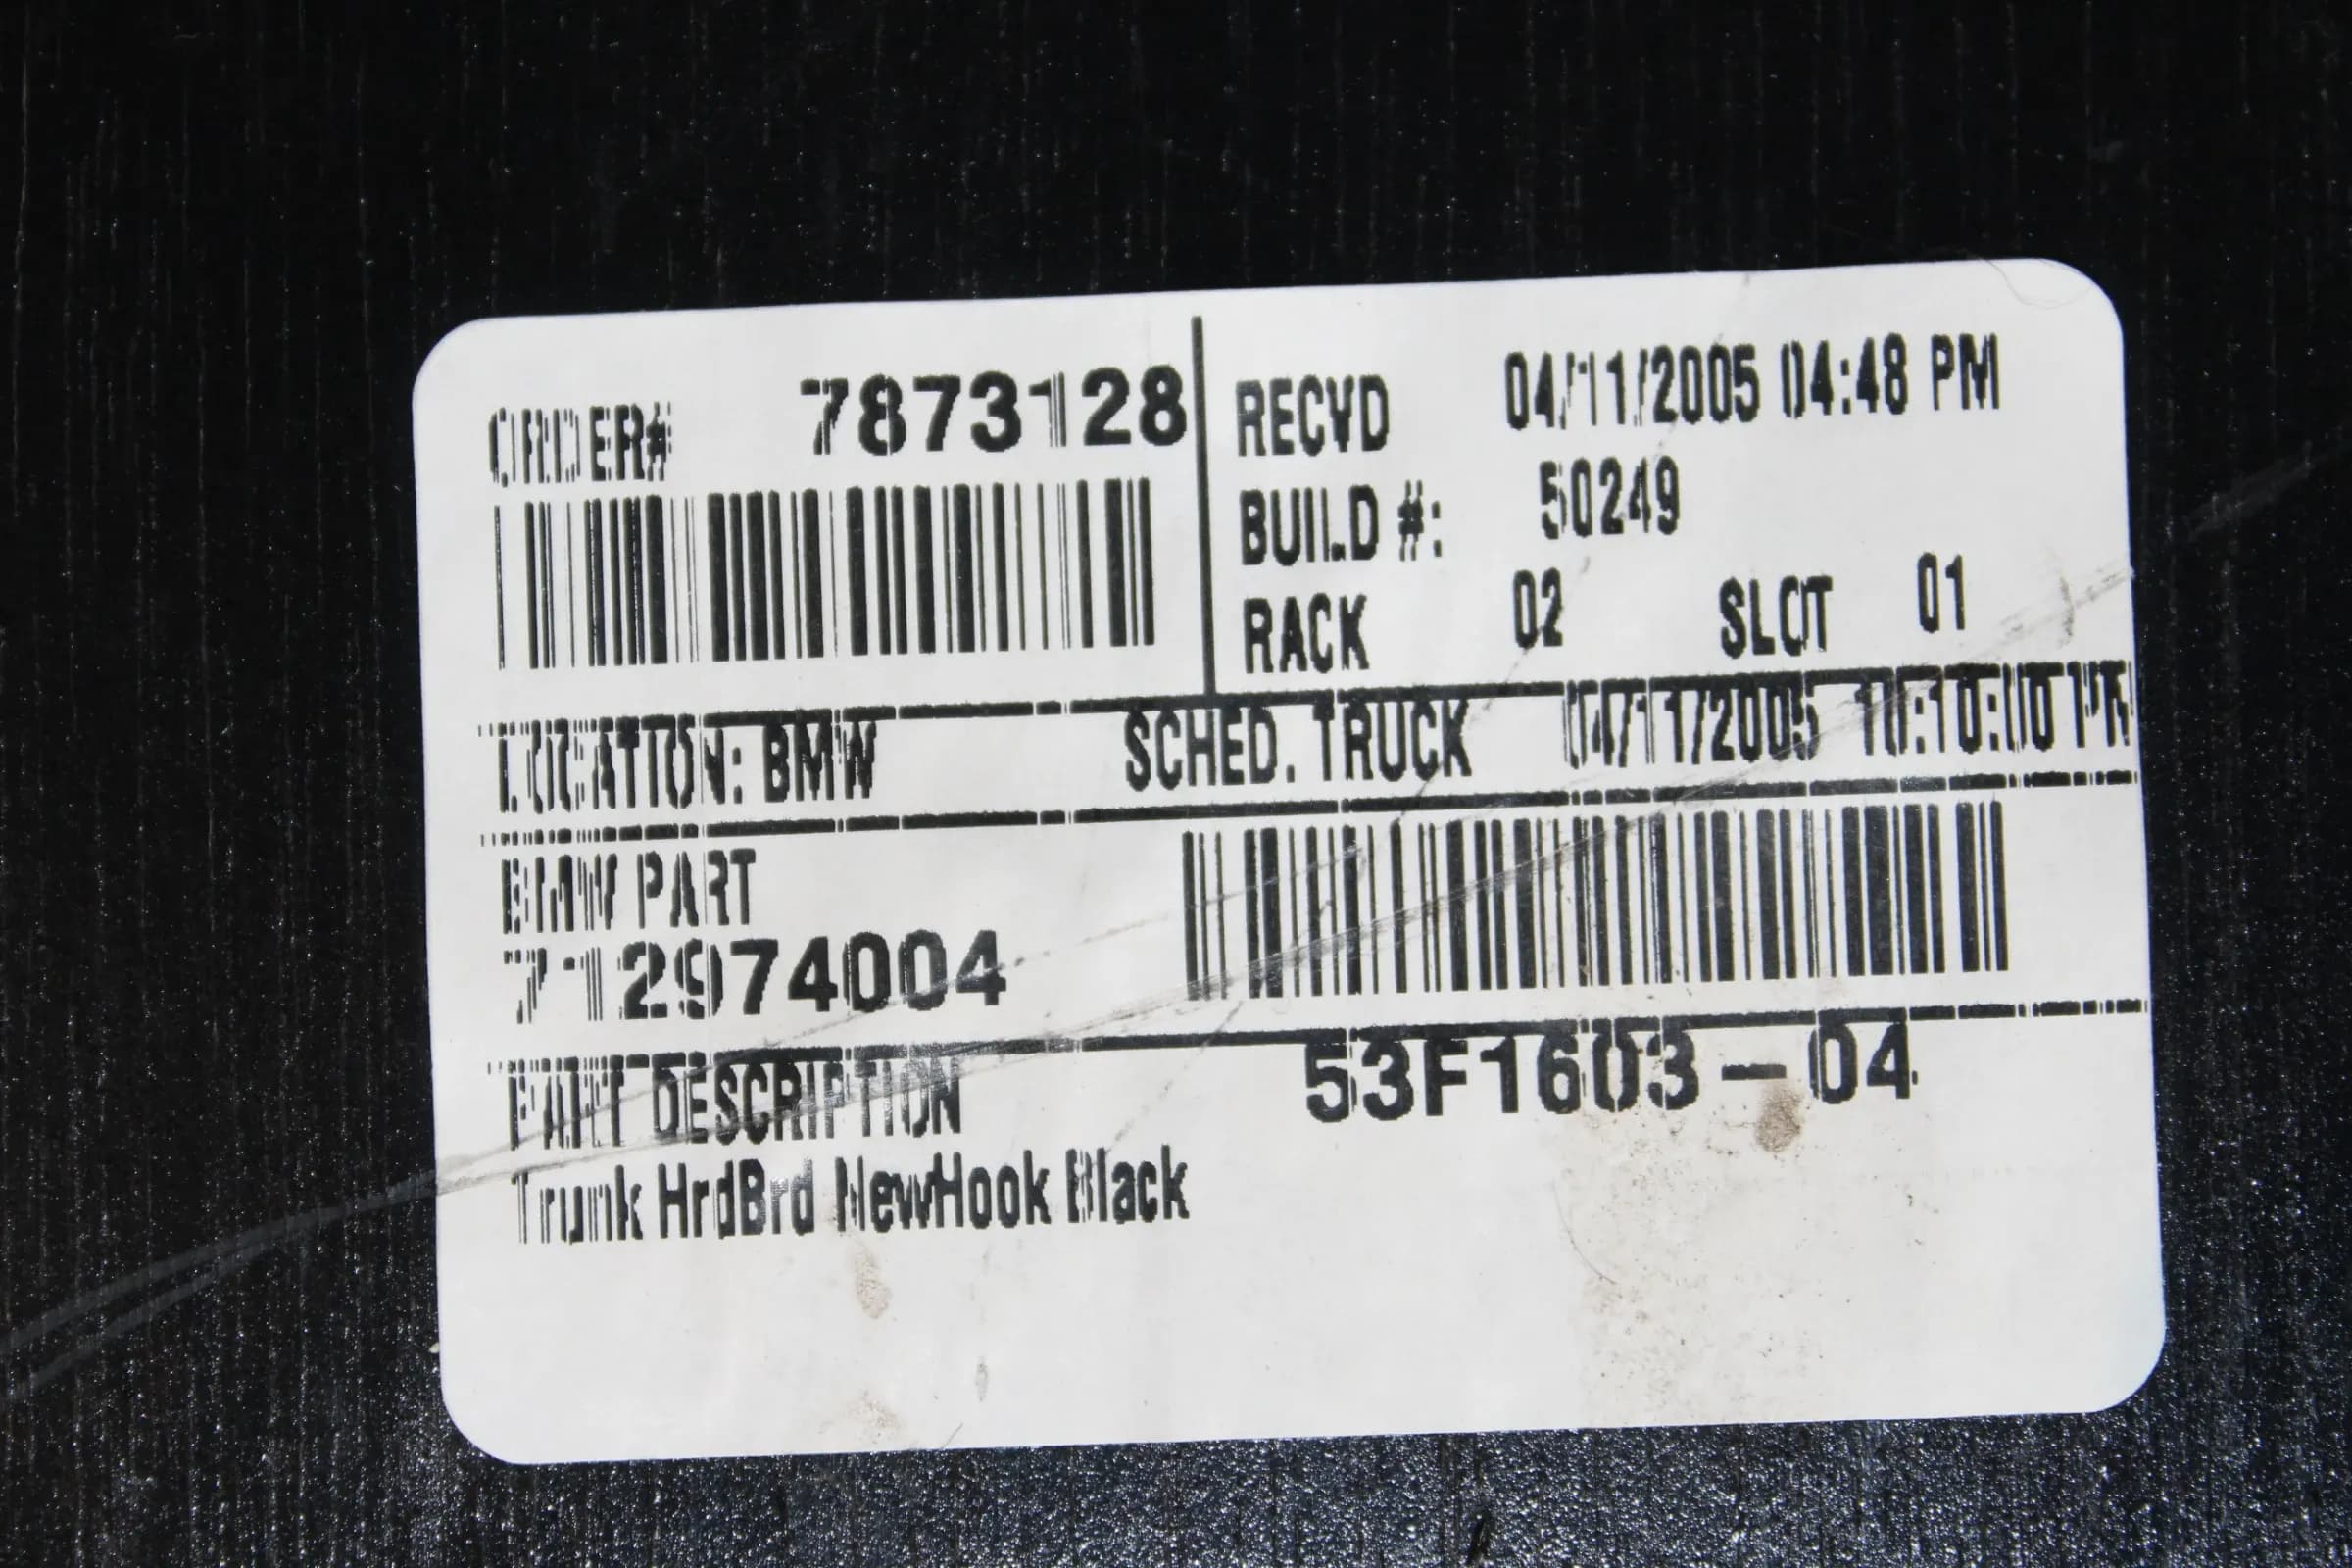 ORDER# 7873128
RECVD 04/11/2005 04:48 PM
BUILD #: 50249
RACK 02 SLOT 01
LOCATION: BMW SCHED. TRUCK 04/11/2005 10:10:00 PM
BMW PART
712974004
PART DESCRIPTION 53F1603-04
Trunk HrdBrd NewHook Black